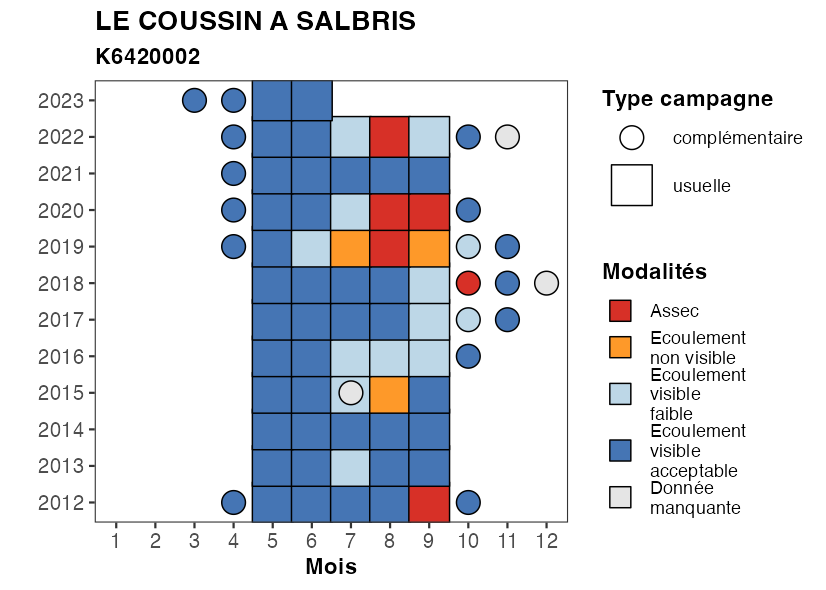 LE COUSSIN A SALBRIS
K6420002
2023
2022
2021
2020
2019
2018
2017
2016
2015
2014
2013
2012
1 2 3 4 5 6 7 8 9 10 11 12
Mois
Type campagne
complémentaire
usuelle
Modalités
Assec
Ecoulement
non visible
Ecoulement
visible
faible
Ecoulement
visible
acceptable
Donnée
manquante